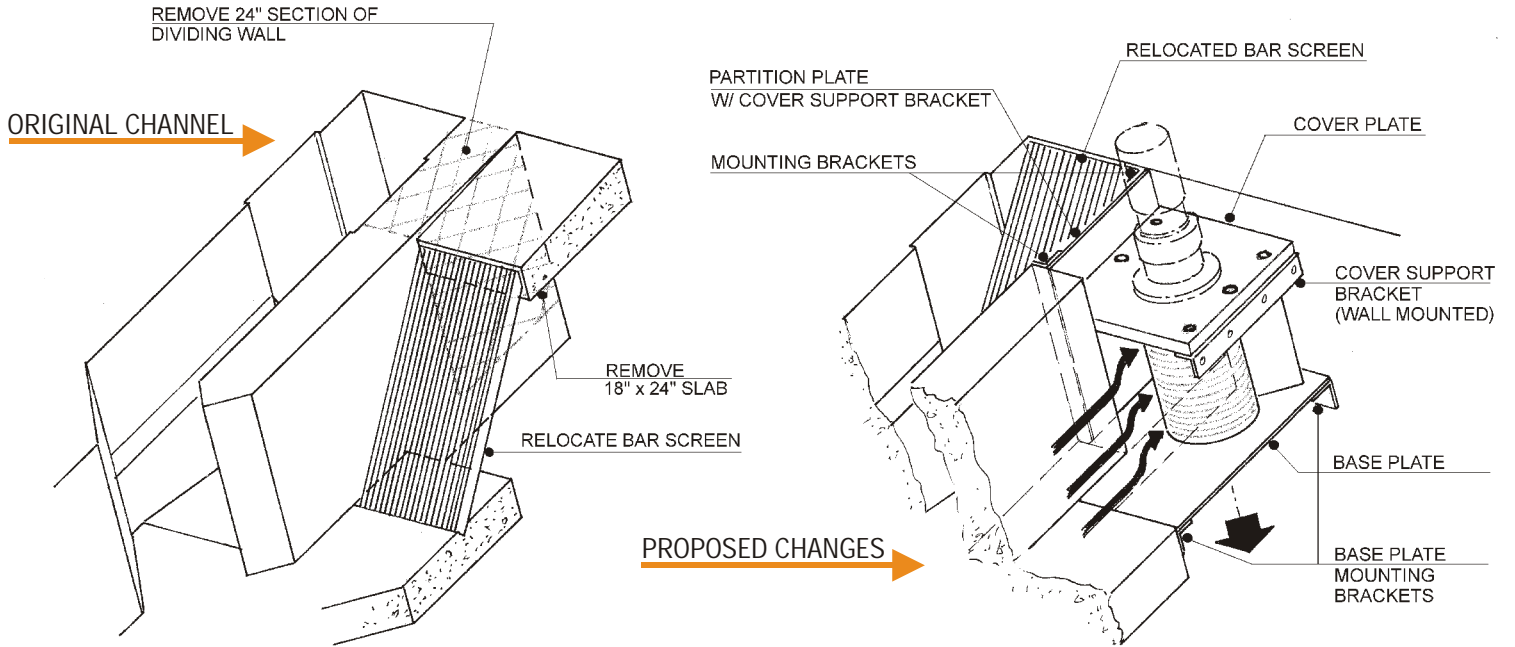 REMOVE 24" SECTION OF
DIVIDING WALL
ORIGINAL CHANNEL
REMOVE
18" x 24" SLAB
RELOCATE BAR SCREEN
RELOCATED BAR SCREEN
PARTITION PLATE
W/ COVER SUPPORT BRACKET
COVER PLATE
MOUNTING BRACKETS
COVER SUPPORT
BRACKET
(WALL MOUNTED)
BASE PLATE
PROPOSED CHANGES
BASE PLATE
MOUNTING
BRACKETS